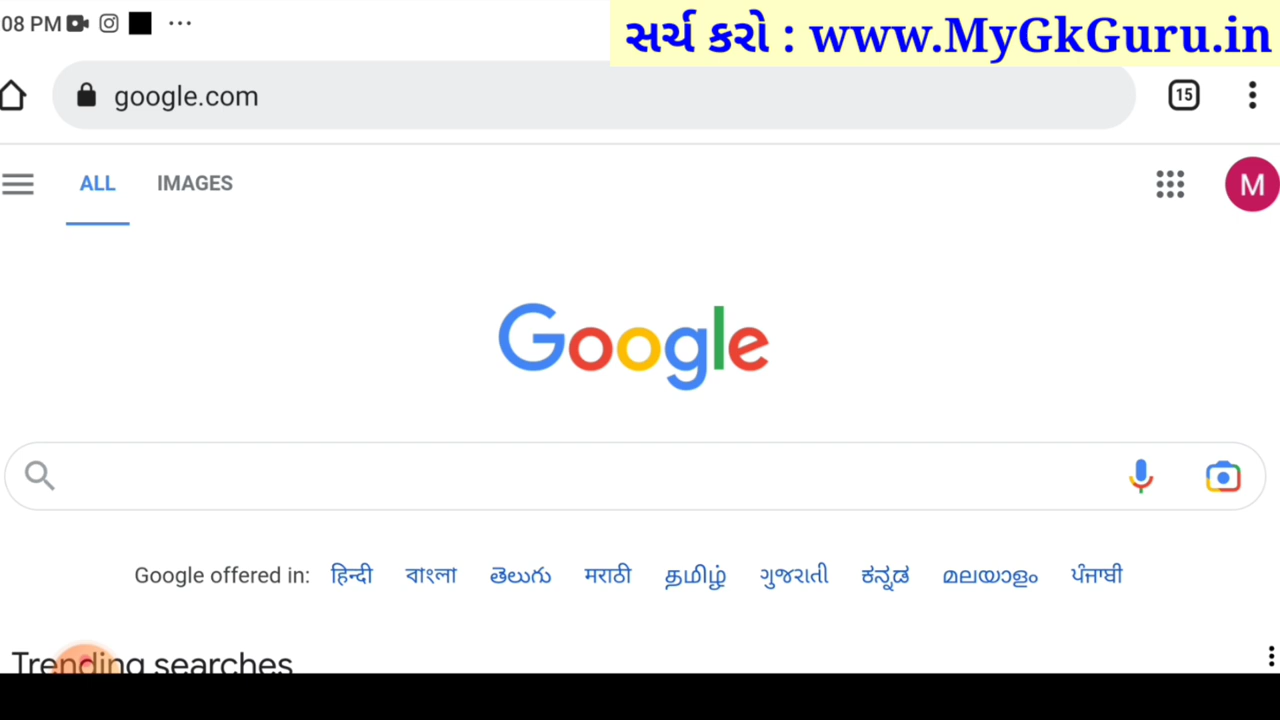 08 PM
સર્ચ કરો : www.MyGkGuru.in
google.com
15
ALL IMAGES
M
Google
Google offered in: हिन्दी বাংলা తెలుగు मराठी தமிழ் ગુજરાતી ಕನ್ನಡ മലയാളം ਪੰਜਾਬੀ
Trending searches